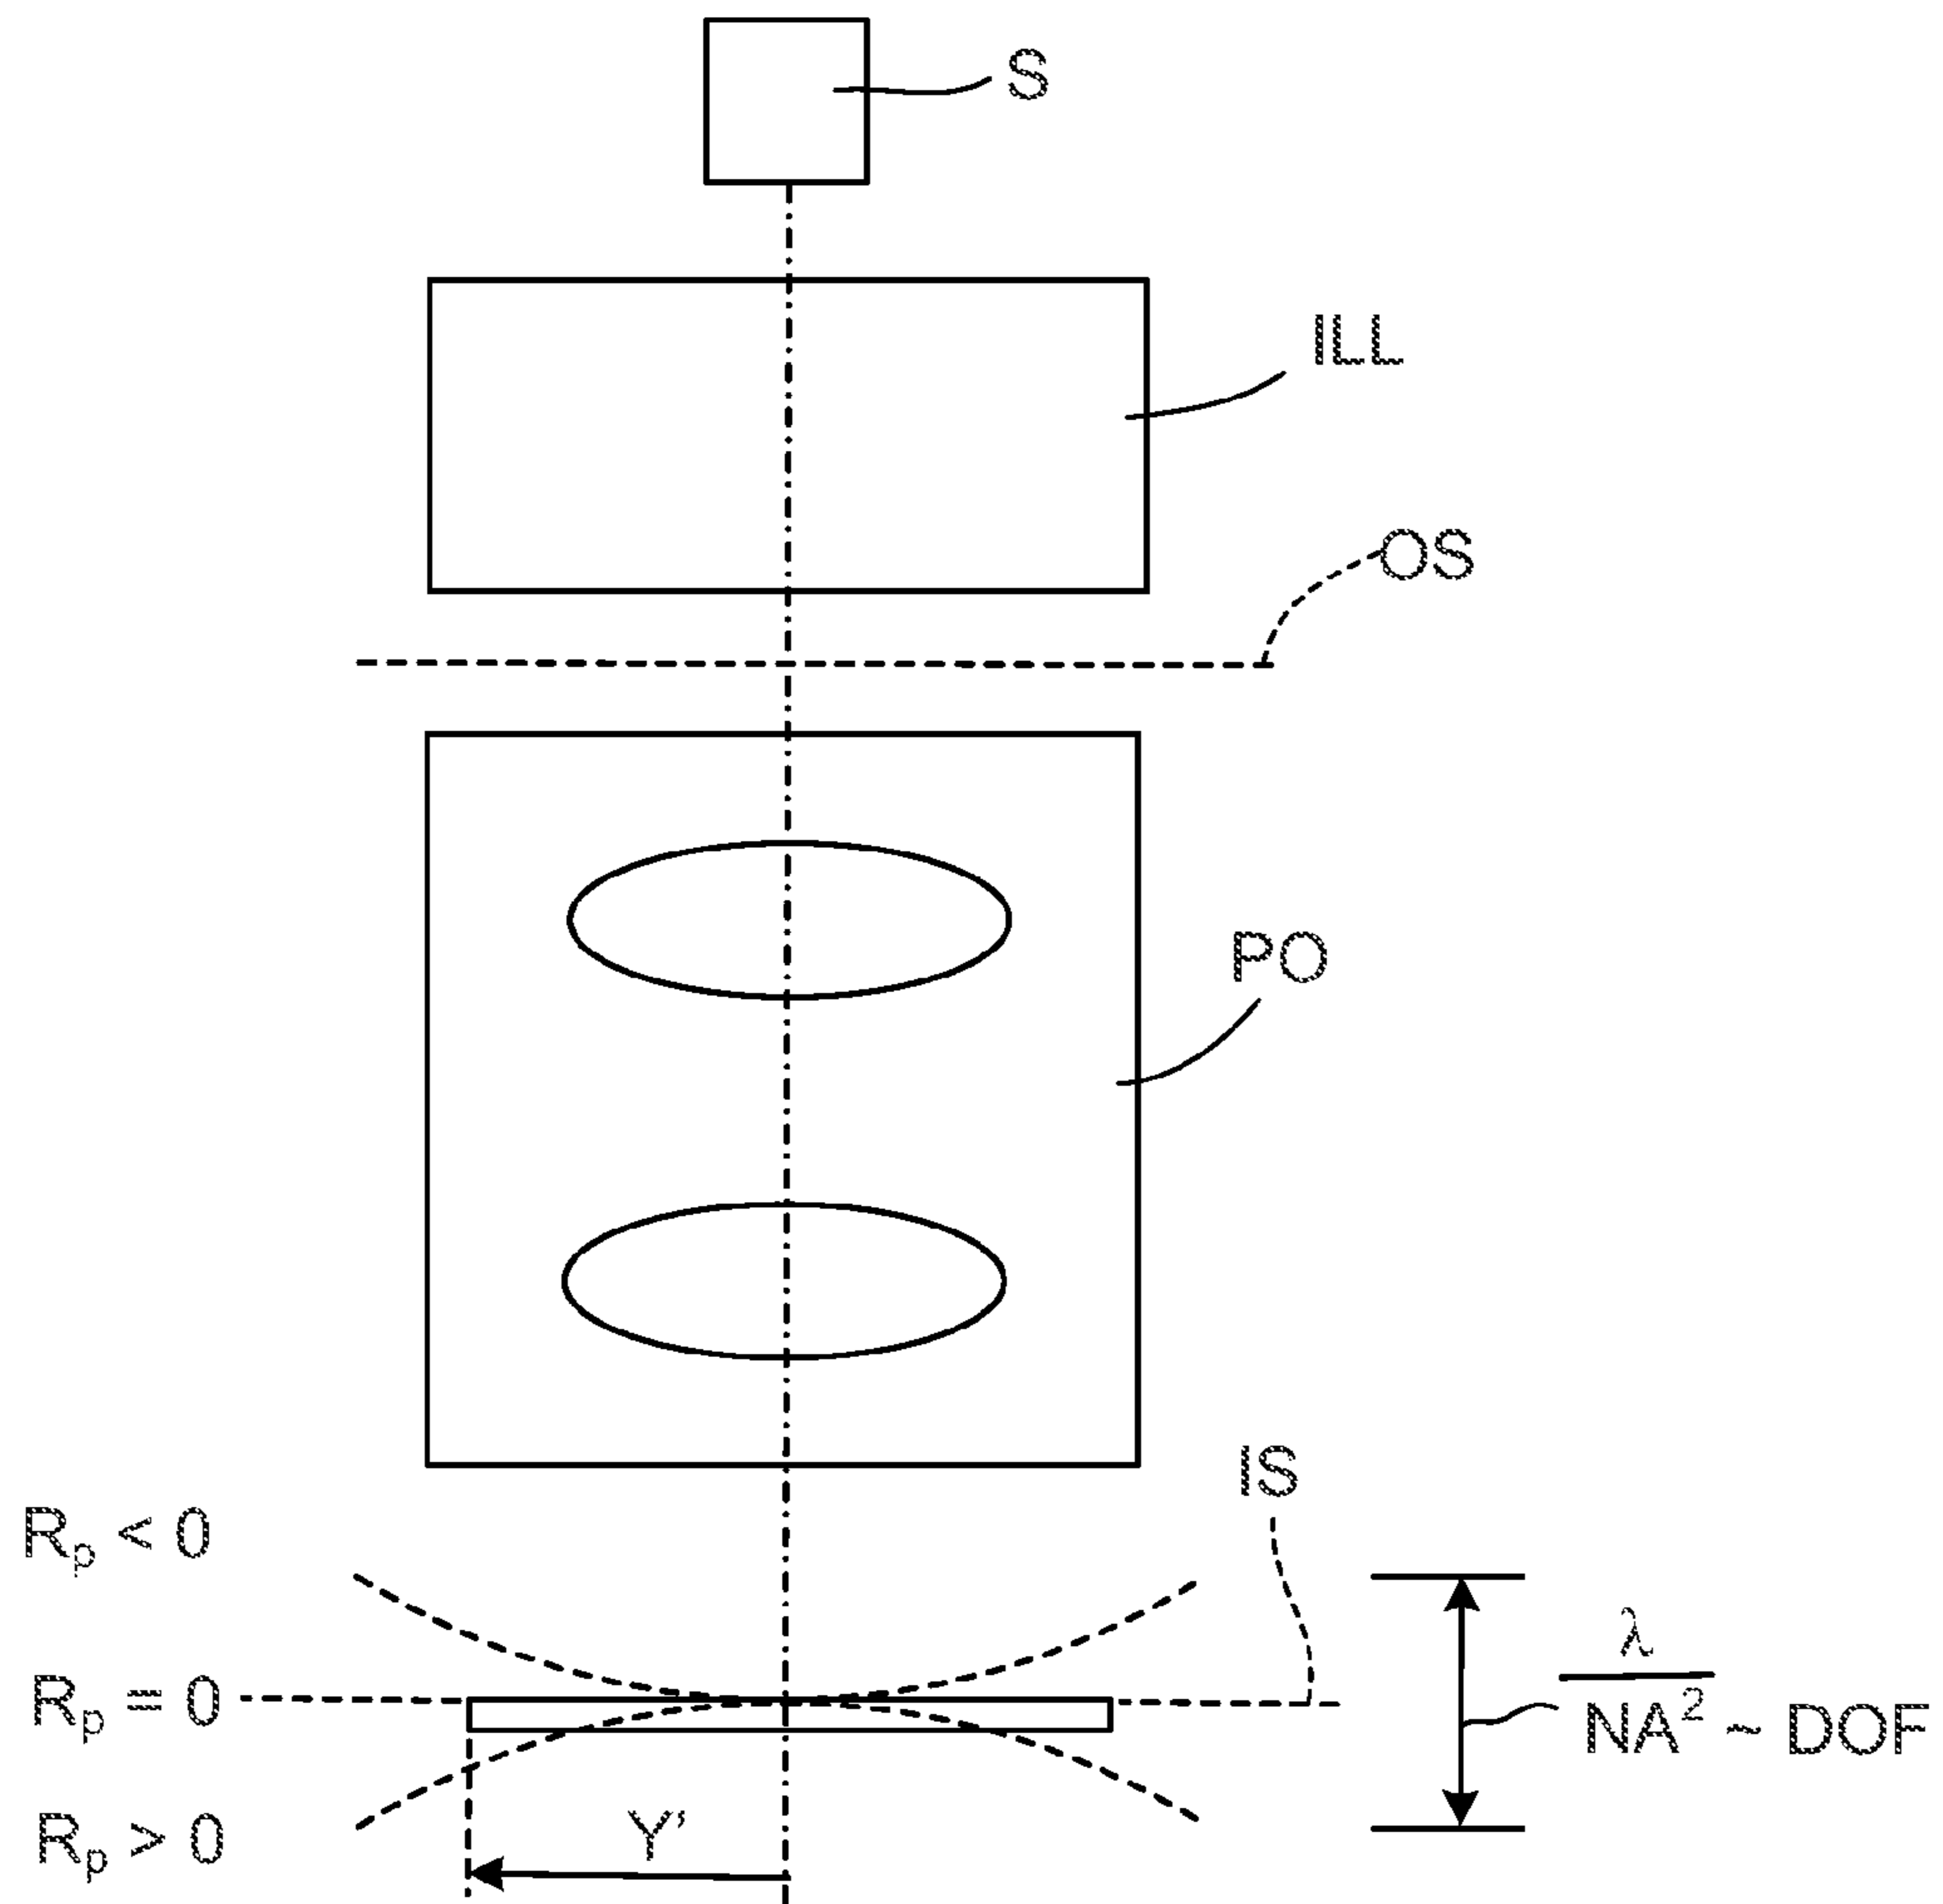 S
ILL
OS
PO
IS
Rp < 0
Rp = 0
Rp > 0
Y'
λ
NA² ~ DOF